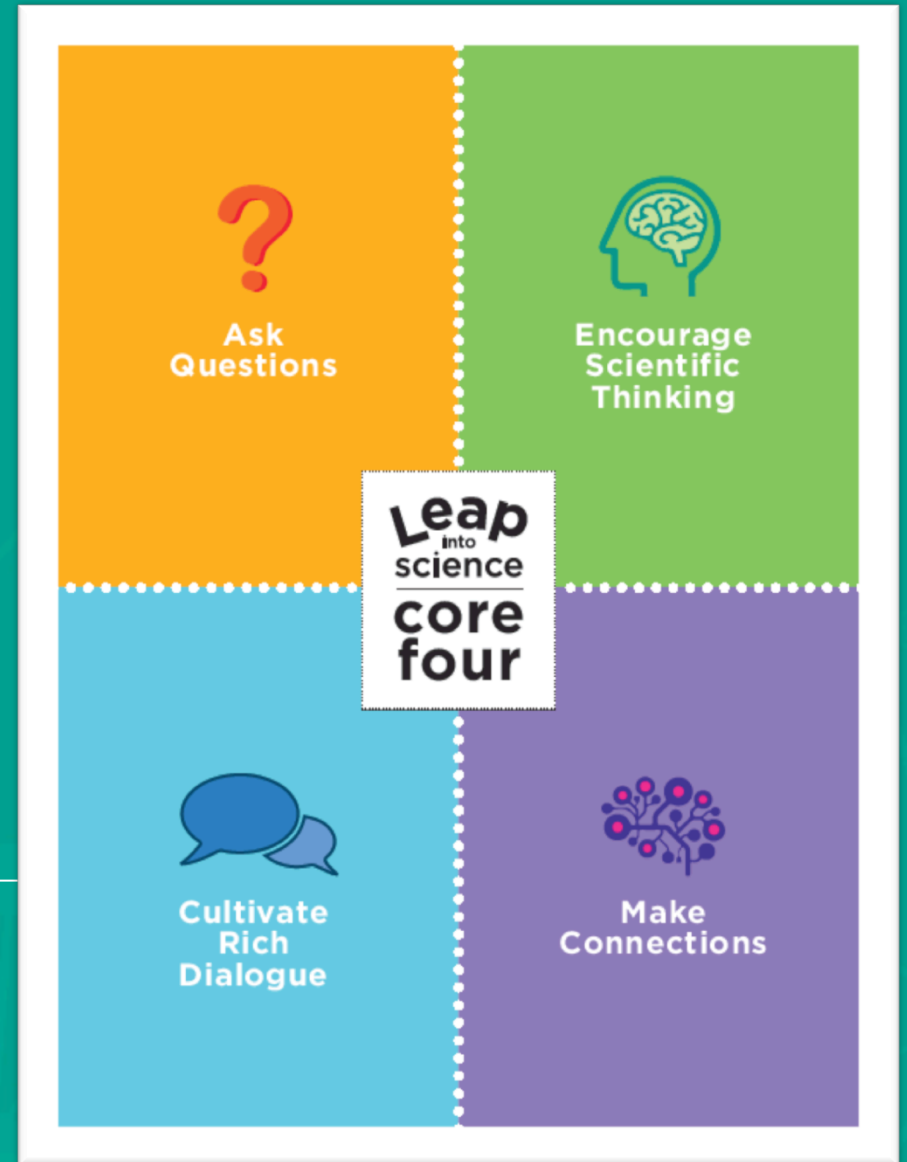 Ask
Questions
Encourage
Scientific
Thinking
Leap
into
science
core
four
Cultivate
Rich
Dialogue
Make
Connections